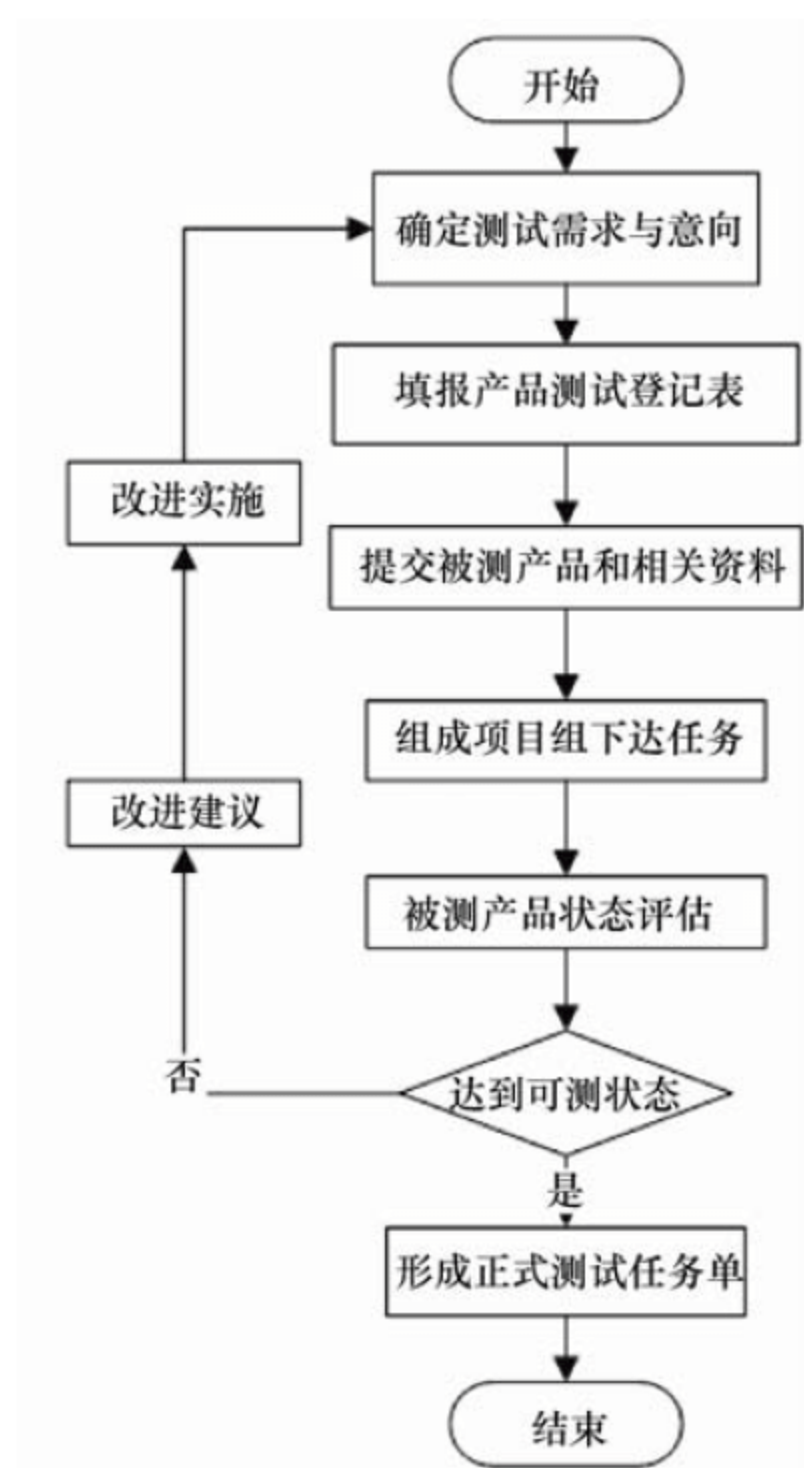 开始
确定测试需求与意向
填报产品测试登记表
改进实施
提交被测产品和相关资料
组成项目组下达任务
改进建议
被测产品状态评估
否
达到可测状态
是
形成正式测试任务单
结束